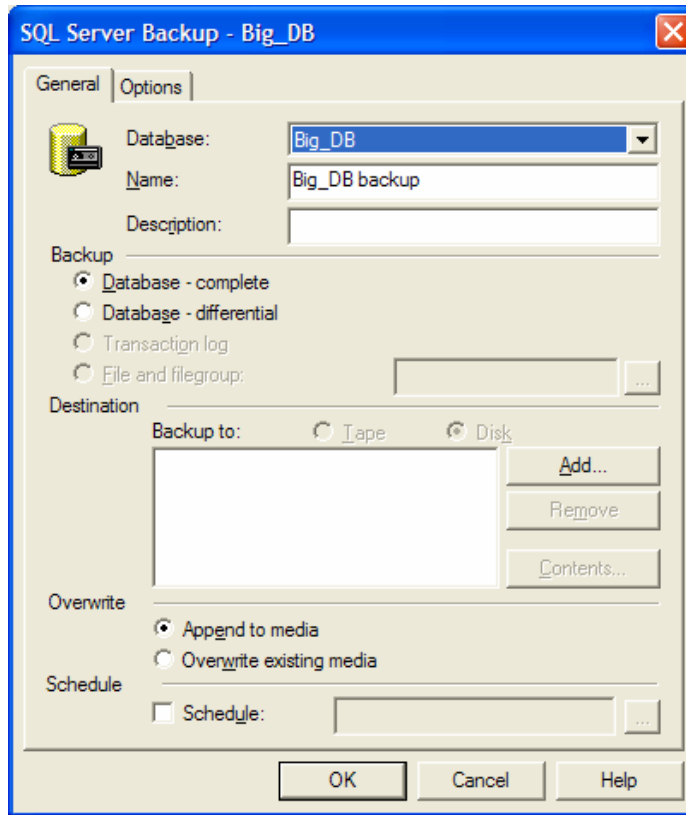 SQL Server Backup - Big_DB
General Options
Database: Big_DB
Name: Big_DB backup
Description:
Backup
Database - complete
Database - differential
Transaction log
File and filegroup: ...
Destination
Backup to: Tape Disk
Add...
Remove
Contents...
Overwrite
Append to media
Overwrite existing media
Schedule
Schedule: ...
OK Cancel Help